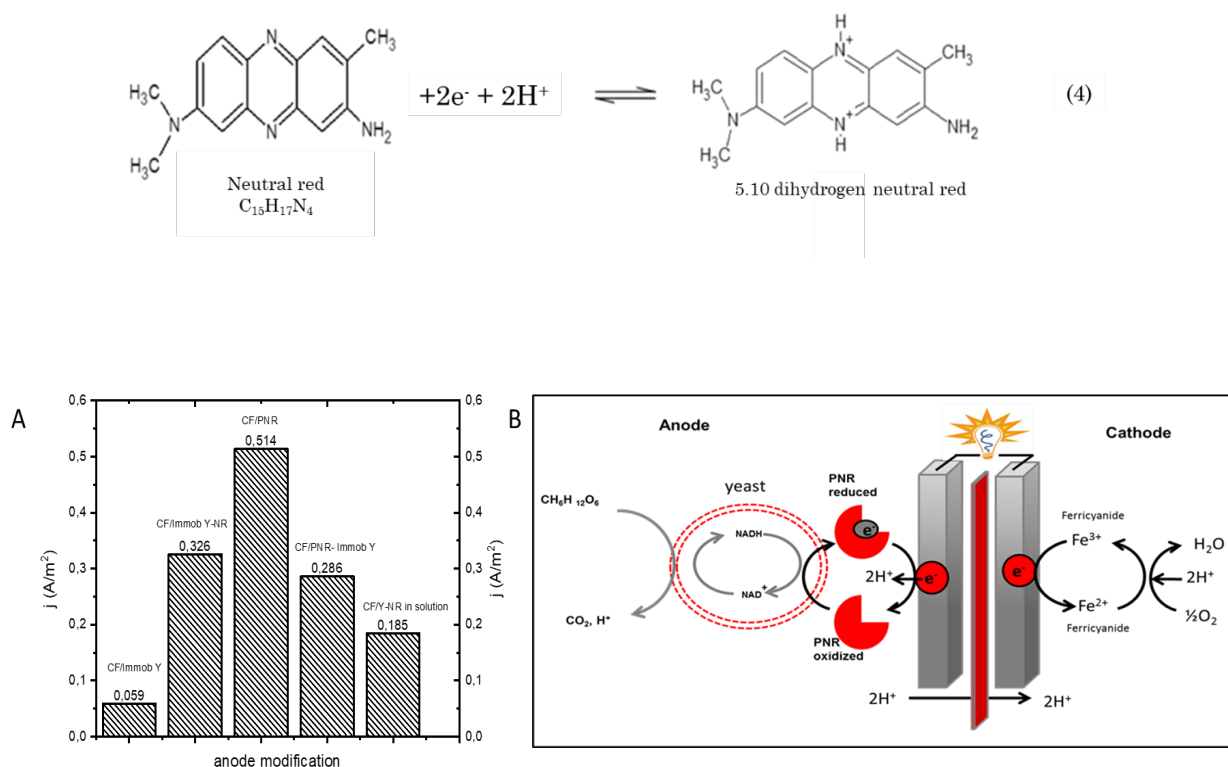 N
CH₃
H₃C
N
H₃C
N
NH₂
+2e⁻ + 2H⁺
H
N⁺
CH₃
H₃C
N
H₃C
N⁺
H
NH₂
(4)
Neutral red
C₁₅H₁₇N₄
5.10 dihydrogen neutral red
A
j (A/m²)
0,6
0,5
0,4
0,3
0,2
0,1
0,0
CF/Immob Y
0,059
CF/Immob Y-NR
0,326
CF/PNR
0,514
CF/PNR- Immob Y
0,286
CF/Y-NR in solution
0,185
0,6
0,5
0,4
0,3
0,2
0,1
0,0
j (A/m²)
anode modification
B
Anode
Cathode
yeast
CH₆H ₁₂O₆
CO₂, H⁺
NADH
NAD⁺
PNR
reduced
e⁻
2H⁺
e⁻
PNR
oxidized
e⁻
Ferricyanide
Fe³⁺
Fe²⁺
Ferricyanide
H₂O
2H⁺
½O₂
2H⁺
2H⁺